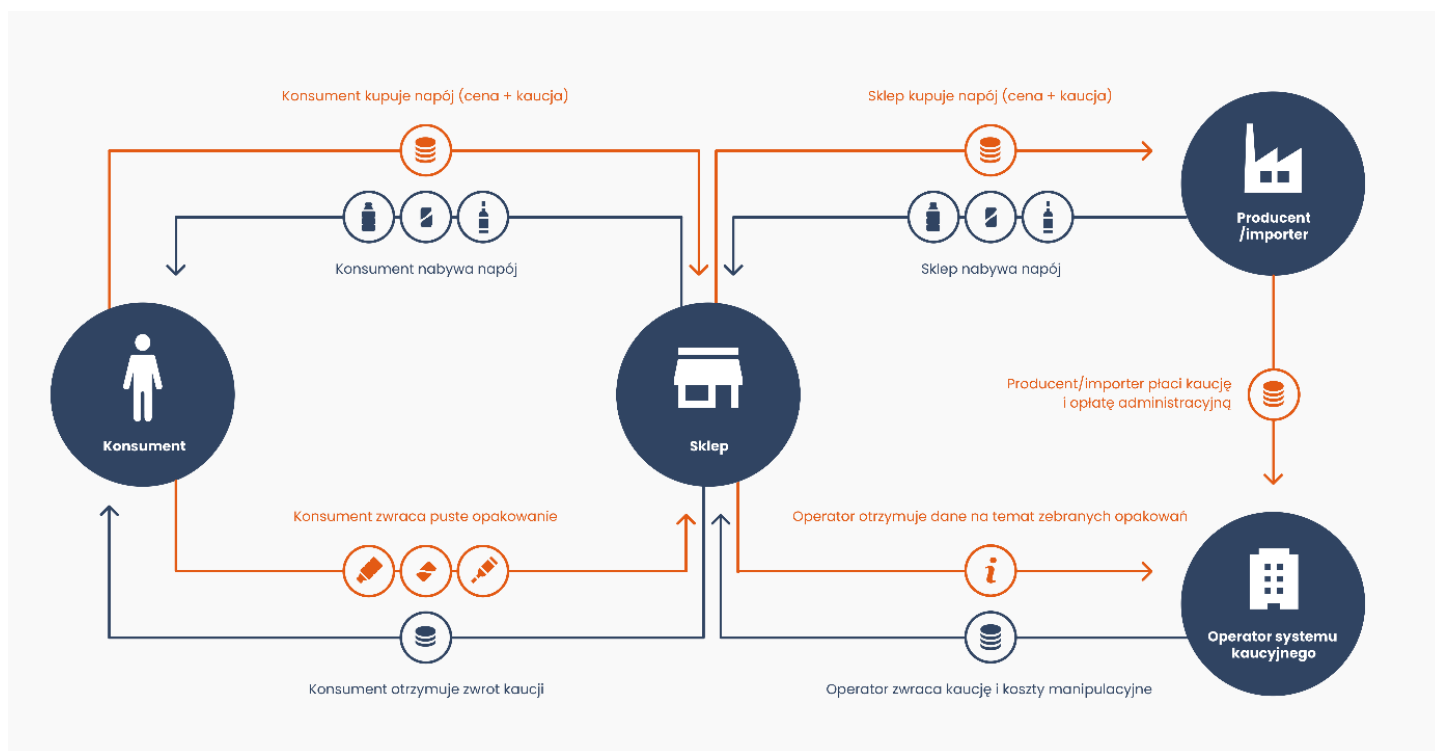 Konsument kupuje napój (cena + kaucja)
Sklep kupuje napój (cena + kaucja)
Producent
/importer
Konsument nabywa napój
Sklep nabywa napój
Producent/importer płaci kaucję
i opłatę administracyjną
Konsument
Sklep
Konsument zwraca puste opakowanie
Operator otrzymuje dane na temat zebranych opakowań
i
Operator systemu
kaucyjnego
Konsument otrzymuje zwrot kaucji
Operator zwraca kaucję i koszty manipulacyjne